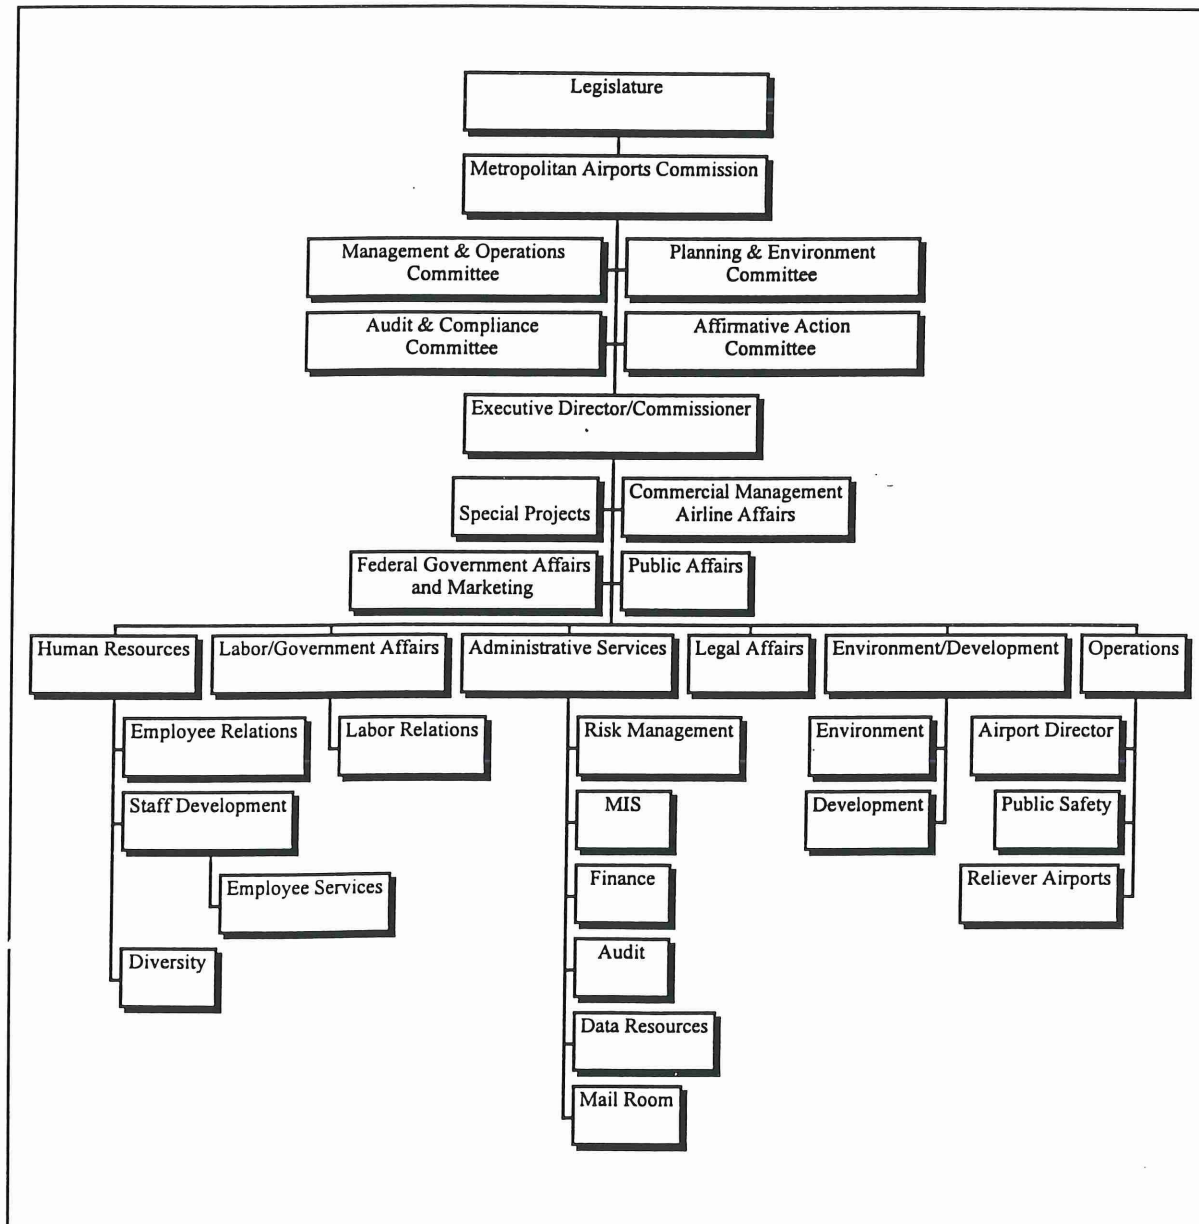 Legislature
Metropolitan Airports Commission
Management & Operations
Committee
Planning & Environment
Committee
Audit & Compliance
Committee
Affirmative Action
Committee
Executive Director/Commissioner
Special Projects
Commercial Management
Airline Affairs
Federal Government Affairs
and Marketing
Public Affairs
Human Resources
Labor/Government Affairs
Administrative Services
Legal Affairs
Environment/Development
Operations
Employee Relations
Labor Relations
Risk Management
Environment
Airport Director
Staff Development
MIS
Development
Public Safety
Employee Services
Finance
Reliever Airports
Diversity
Audit
Data Resources
Mail Room